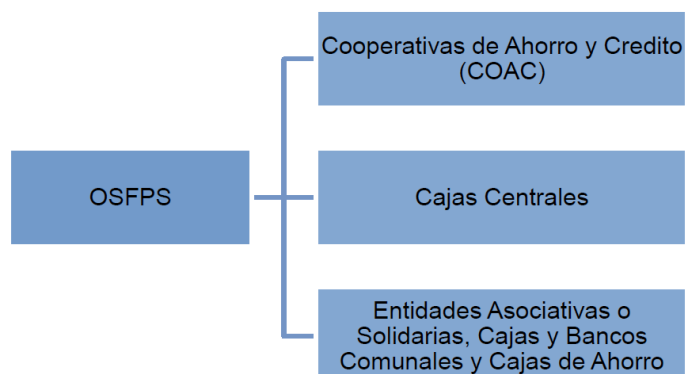 Cooperativas de Ahorro y Credito
(COAC)
OSFPS
Cajas Centrales
Entidades Asociativas o
Solidarias, Cajas y Bancos
Comunales y Cajas de Ahorro